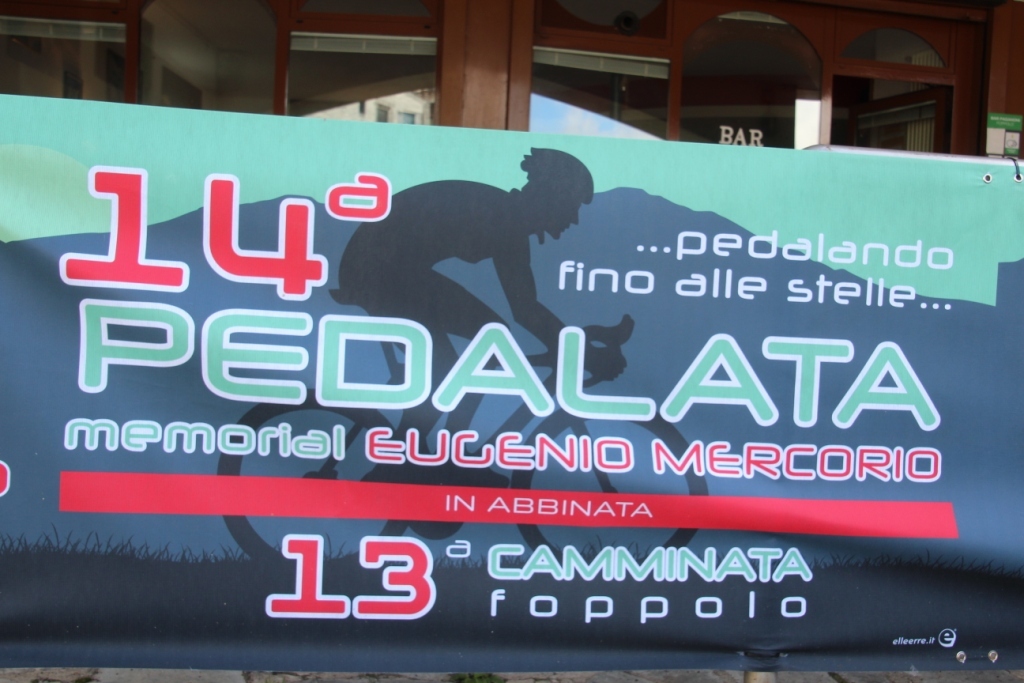 BAR
14ª
...pedalando
fino alle stelle...
PEDALATA
memorial EUGENIO MERCORIO
IN ABBINATA
13ª CAMMINATA
foppolo
elleerre.it e